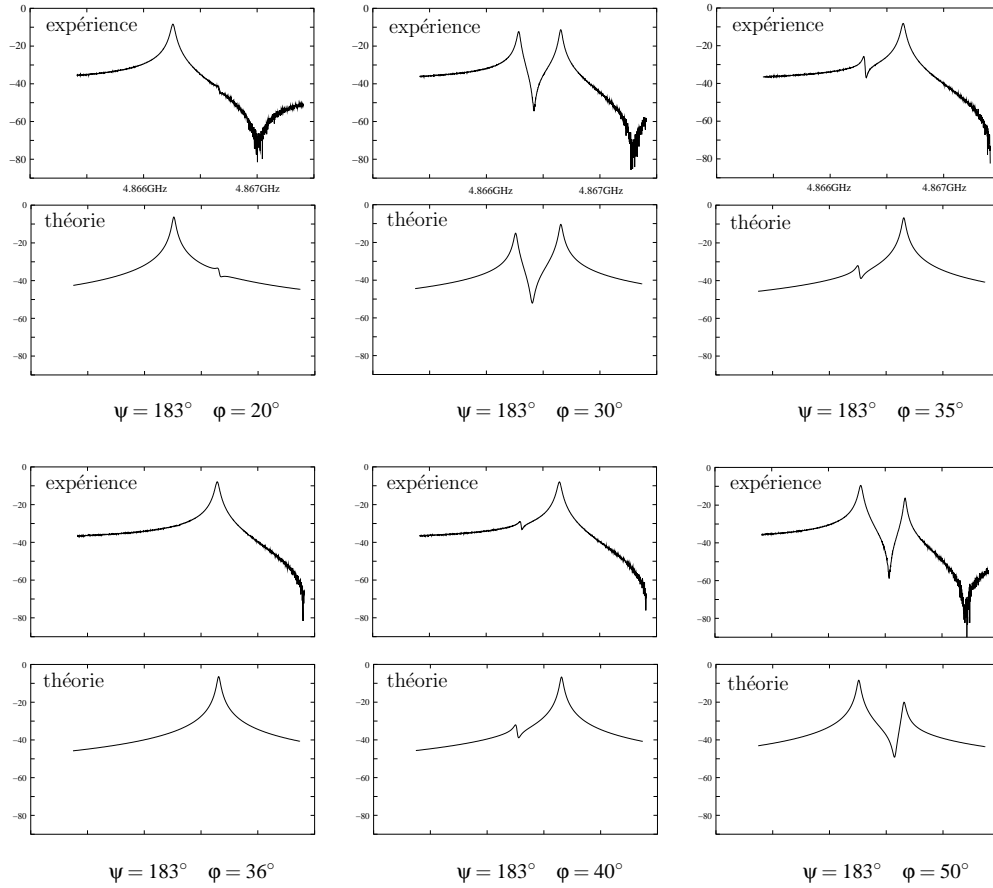 0
expérience
−20
−40
−60
−80
4.866GHz 4.867GHz
0
théorie
−20
−40
−60
−80
ψ = 183° φ = 20°
0
expérience
−20
−40
−60
−80
4.866GHz 4.867GHz
0
théorie
−20
−40
−60
−80
ψ = 183° φ = 30°
0
expérience
−20
−40
−60
−80
4.866GHz 4.867GHz
0
théorie
−20
−40
−60
−80
ψ = 183° φ = 35°
0
expérience
−20
−40
−60
−80
0
théorie
−20
−40
−60
−80
ψ = 183° φ = 36°
0
expérience
−20
−40
−60
−80
0
théorie
−20
−40
−60
−80
ψ = 183° φ = 40°
0
expérience
−20
−40
−60
−80
0
théorie
−20
−40
−60
−80
ψ = 183° φ = 50°